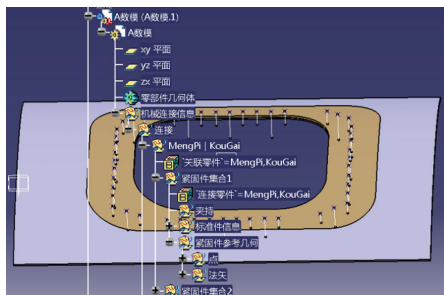 A数模 (A数模.1)
A数模
xy 平面
yz 平面
zx 平面
零部件几何体
机械连接信息
连接
MengPi | KouGai
`关联零件`=MengPi,KouGai
紧固件集合1
`连接零件`=MengPi,KouGai
夹持
标准件信息
紧固件参考几何
点
法矢
紧固件集合2